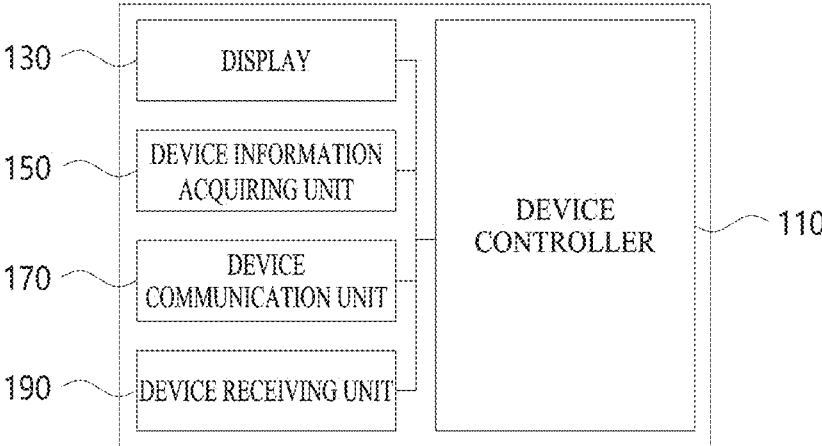 130
DISPLAY
150
DEVICE INFORMATION
ACQUIRING UNIT
170
DEVICE
COMMUNICATION UNIT
190
DEVICE RECEIVING UNIT
DEVICE
CONTROLLER
110